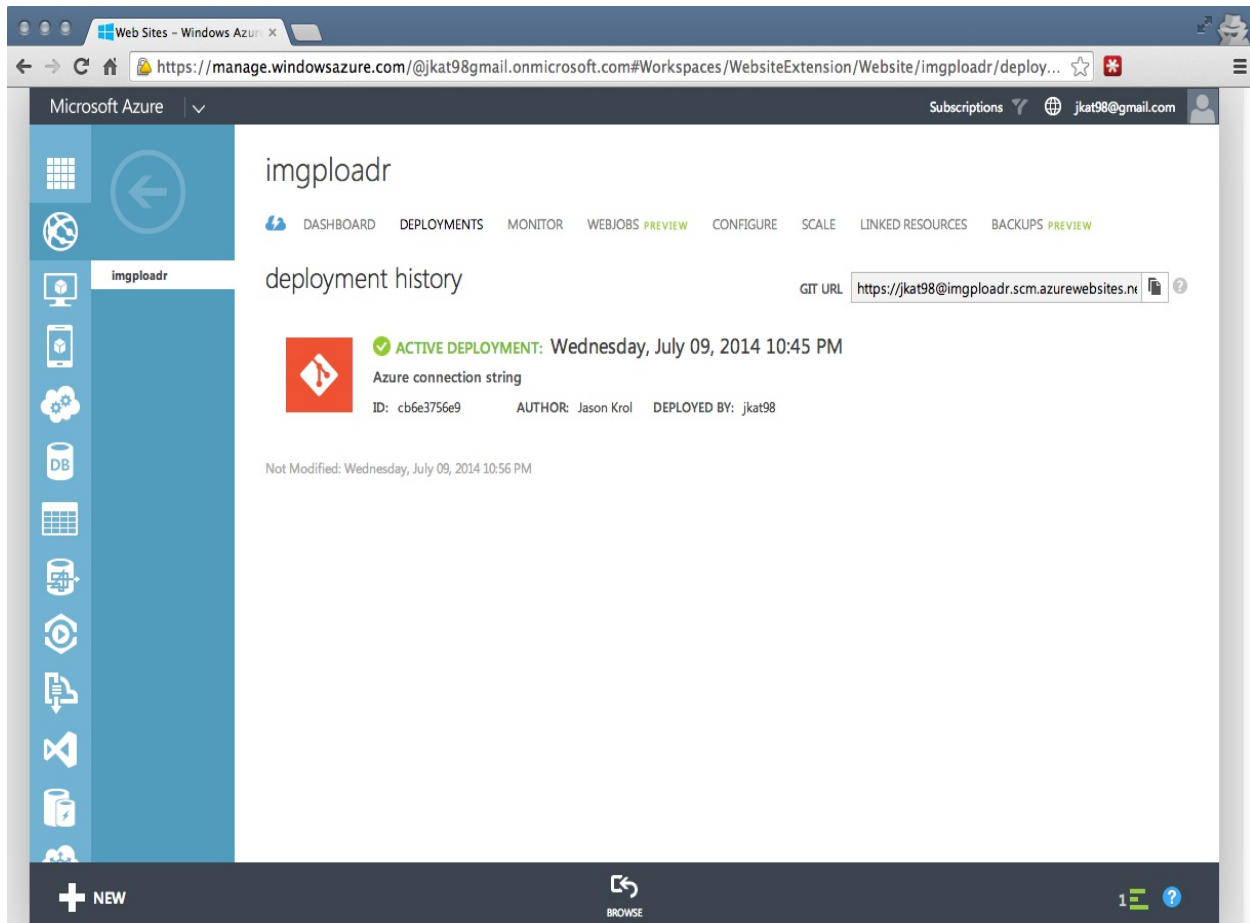 Web Sites – Windows Azur
https://manage.windowsazure.com/@jkat98gmail.onmicrosoft.com#Workspaces/WebsiteExtension/Website/imgploadr/deploy...
Microsoft Azure
Subscriptions
jkat98@gmail.com
imgploadr
DASHBOARD DEPLOYMENTS MONITOR WEBJOBS PREVIEW CONFIGURE SCALE LINKED RESOURCES BACKUPS PREVIEW
imgploadr
deployment history
GIT URL https://jkat98@imgploadr.scm.azurewebsites.ne
ACTIVE DEPLOYMENT: Wednesday, July 09, 2014 10:45 PM
Azure connection string
ID: cb6e3756e9 AUTHOR: Jason Krol DEPLOYED BY: jkat98
DB
Not Modified: Wednesday, July 09, 2014 10:56 PM
NEW
BROWSE
1
?